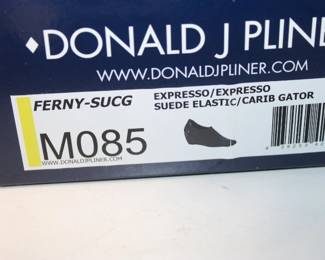 ♦DONALD J PLINE
WWW.DONALDJPLINER.COM
FERNY-SUCG
EXPRESSO/EXPRESSO
SUEDE ELASTIC/CARIB GATOR
M085
WWW.DONALDJPLINER.COM